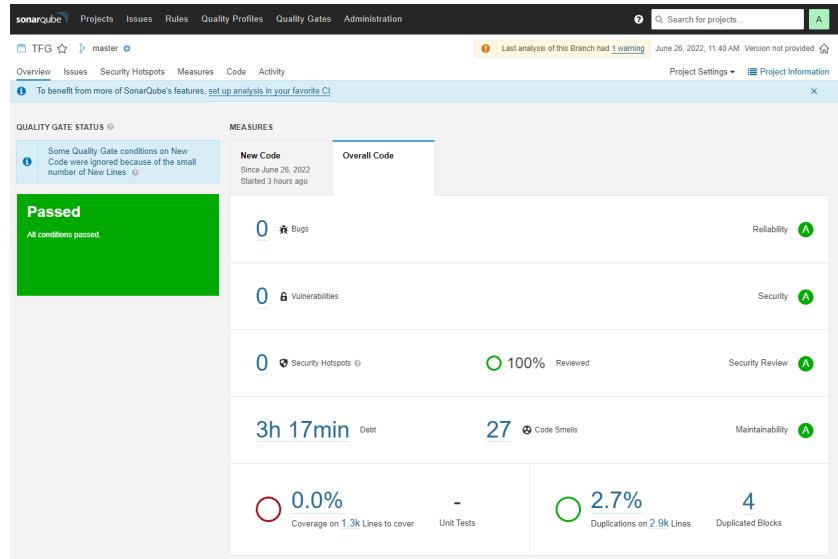 sonarqube Projects Issues Rules Quality Profiles Quality Gates Administration ? Search for projects... A
TFG master Last analysis of this Branch had 1 warning June 26, 2022, 11:40 AM Version not provided
Overview Issues Security Hotspots Measures Code Activity Project Settings Project Information
To benefit from more of SonarQube's features, set up analysis in your favorite CI.
QUALITY GATE STATUS
Some Quality Gate conditions on New
Code were ignored because of the small
number of New Lines
Passed
All conditions passed.
MEASURES
New Code
Since June 26, 2022
Started 3 hours ago
Overall Code
0 Bugs Reliability A
0 Vulnerabilities Security A
0 Security Hotspots 100% Reviewed Security Review A
3h 17min Debt 27 Code Smells Maintainability A
0.0%
Coverage on 1.3k Lines to cover
-
Unit Tests
2.7%
Duplications on 2.9k Lines
4
Duplicated Blocks